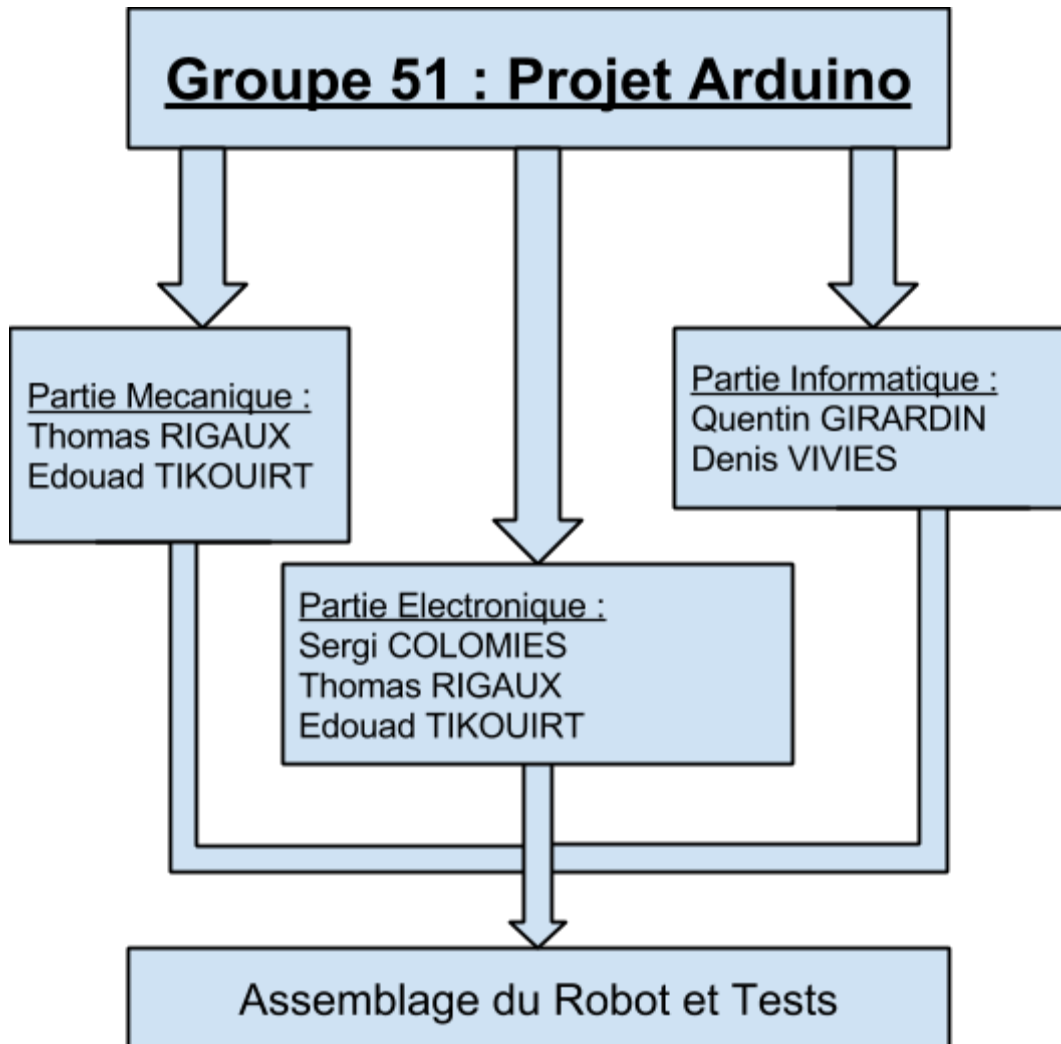 Groupe 51 : Projet Arduino
Partie Mecanique :
Thomas RIGAUX
Edouad TIKOUIRT
Partie Informatique :
Quentin GIRARDIN
Denis VIVIES
Partie Electronique :
Sergi COLOMIES
Thomas RIGAUX
Edouad TIKOUIRT
Assemblage du Robot et Tests